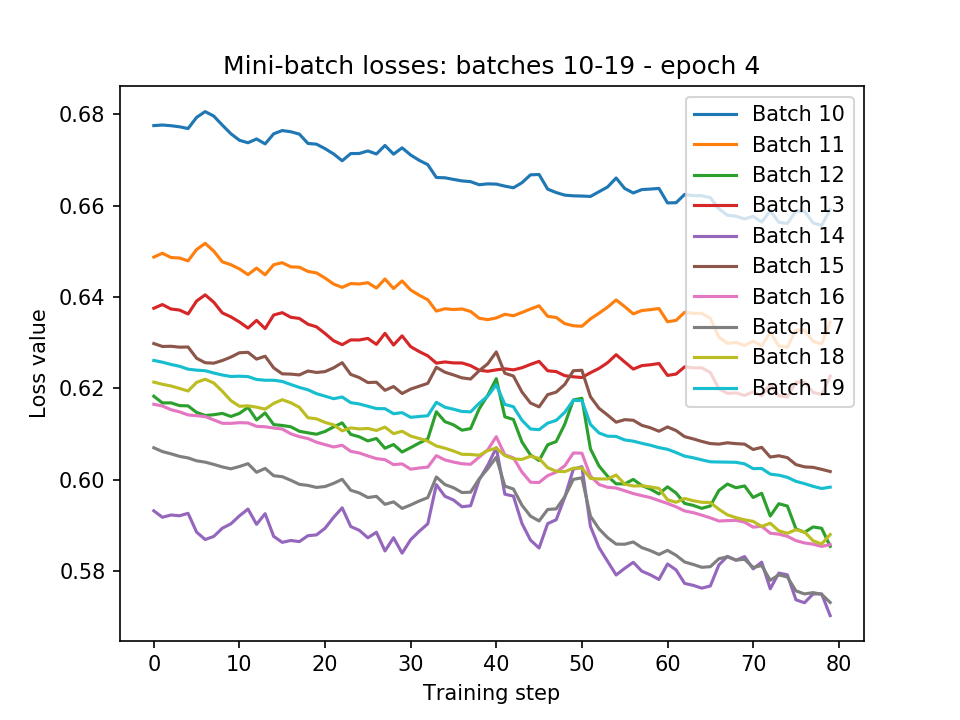 Mini-batch losses: batches 10-19 - epoch 4
Loss value
0.68
0.66
0.64
0.62
0.60
0.58
Batch 10
Batch 11
Batch 12
Batch 13
Batch 14
Batch 15
Batch 16
Batch 17
Batch 18
Batch 19
0 10 20 30 40 50 60 70 80
Training step